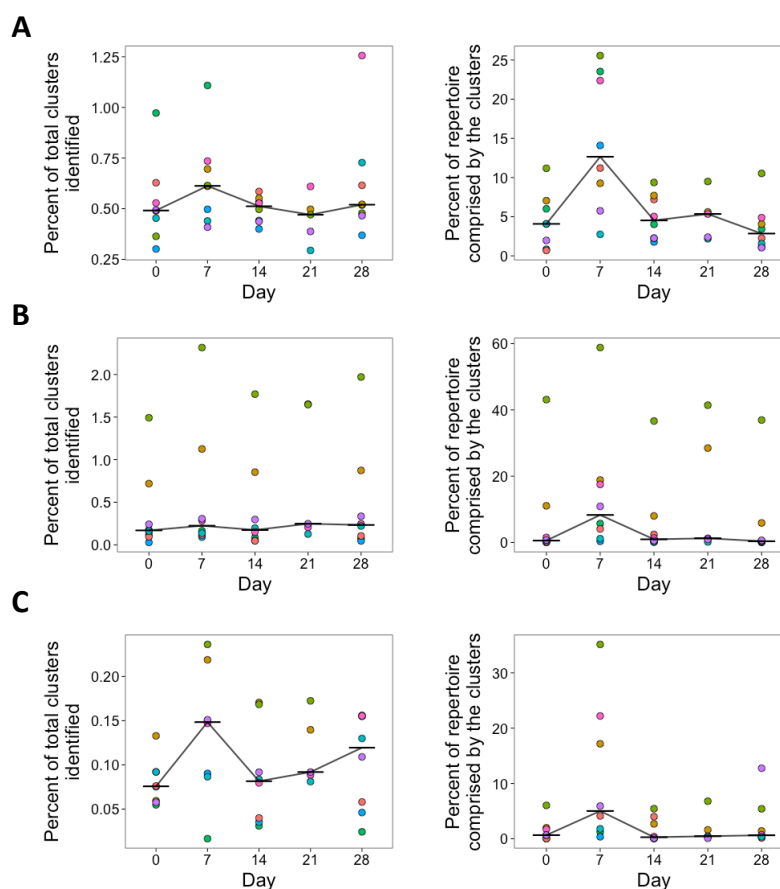 A
Percent of total clusters
identified
1.25
1.00
0.75
0.50
0.25
0 7 14 21 28
Day
Percent of repertoire
comprised by the clusters
25
20
15
10
5
0
0 7 14 21 28
Day
B
Percent of total clusters
identified
2.0
1.5
1.0
0.5
0.0
0 7 14 21 28
Day
Percent of repertoire
comprised by the clusters
60
40
20
0
0 7 14 21 28
Day
C
Percent of total clusters
identified
0.20
0.15
0.10
0.05
0 7 14 21 28
Day
Percent of repertoire
comprised by the clusters
30
20
10
0
0 7 14 21 28
Day